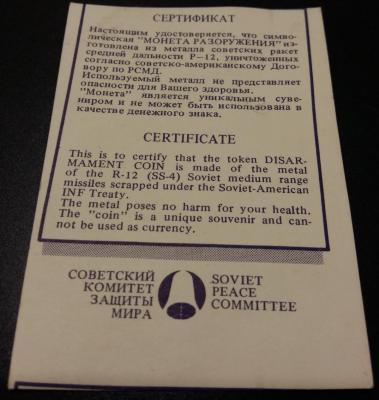 СЕРТИФИКАТ
Настоящим удостоверяется, что симво-
лическая "МОНЕТА РАЗОРУЖЕНИЯ" из-
готовлена из металла советских ракет
средней дальности Р—12, уничтоженных
согласно советско-американскому Дого-
вору по РСМД.
Используемый металл не представляет
опасности для Вашего здоровья.
"Монета" является уникальным суве-
ниром и не может быть использована в
качестве денежного знака.
CERTIFICATE
This is to certify that the token DISAR-
MAMENT COIN is made of the metal
of the R-12 (SS-4) Soviet medium range
missiles scrapped under the Soviet-American
INF Treaty.
The metal poses no harm for your health.
The "coin" is a unique souvenir and can-
not be used as currency.
СОВЕТСКИЙ
КОМИТЕТ
ЗАЩИТЫ
МИРА
SOVIET
PEACE
COMMITTEE